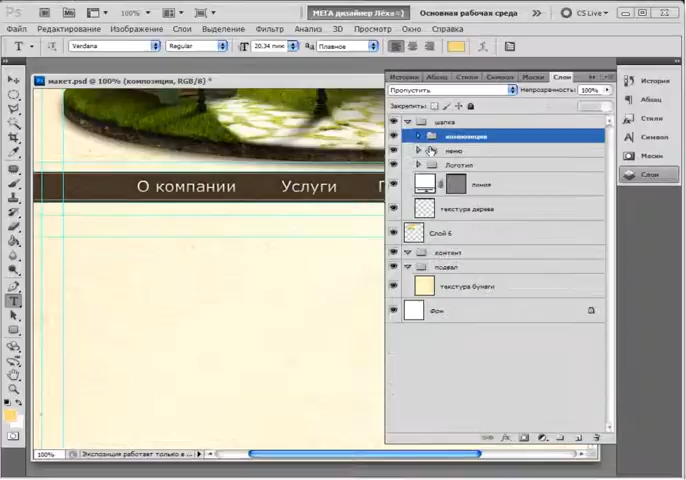 Ps 100% МЕГА дизайнер Лёха=) Основная рабочая среда CS Live
Файл Редактирование Изображение Слои Выделение Фильтр Анализ 3D Просмотр Окно Справка
T Verdana Regular 20,34 пикс Плавное
макет.psd @ 100% (композиция, RGB/8) *
История Абзац Стили Символ Маски Слои
Пропустить Непрозрачность: 100%
Закрепить:
шапка
композиция
меню
Логотип
линия
текстура дерева
Слой 6
контент
подвал
текстура бумаги
Фон
История
Абзац
Стили
Символ
Маски
Слои
О компании Услуги
100% Экспозиция работает только в ...